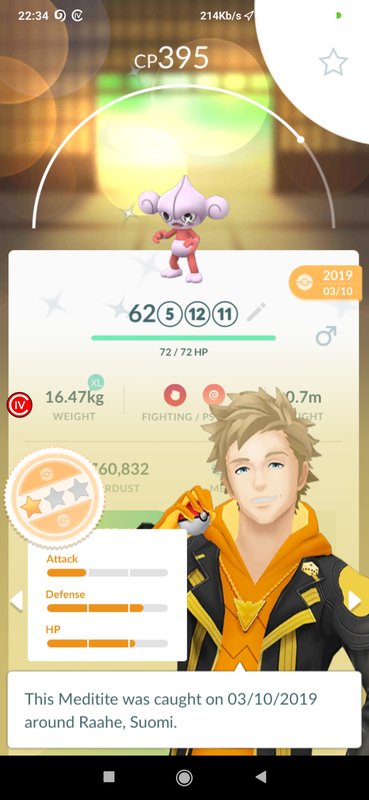 22:34
214Kb/s
CP395
2019
03/10
62 5 12 11
72 / 72 HP
XL
16.47kg
0.7m
WEIGHT
FIGHTING / PS
GHT
IV
60,832
RDUST
ME
Attack
Defense
HP
This Meditite was caught on 03/10/2019
around Raahe, Suomi.